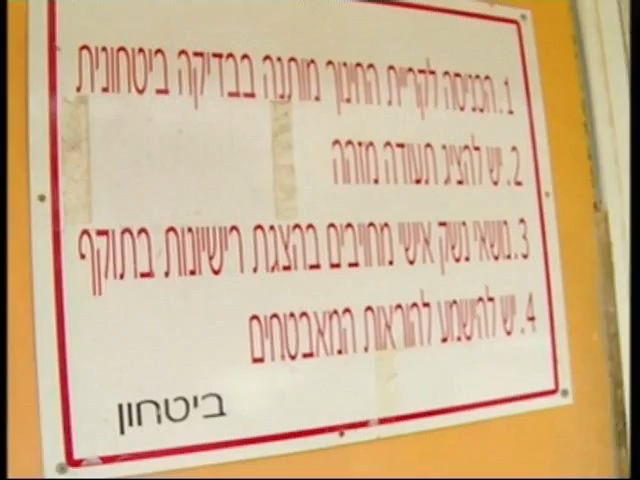 1. הכניסה לקריית החינוך מותנה בבדיקה ביטחונית
2. יש להציג תעודה מזהה
3. נושאי נשק אישי מחויבים בהצגת רישיונות בתוקף
4. יש להישמע להוראות המאבטחים
ביטחון